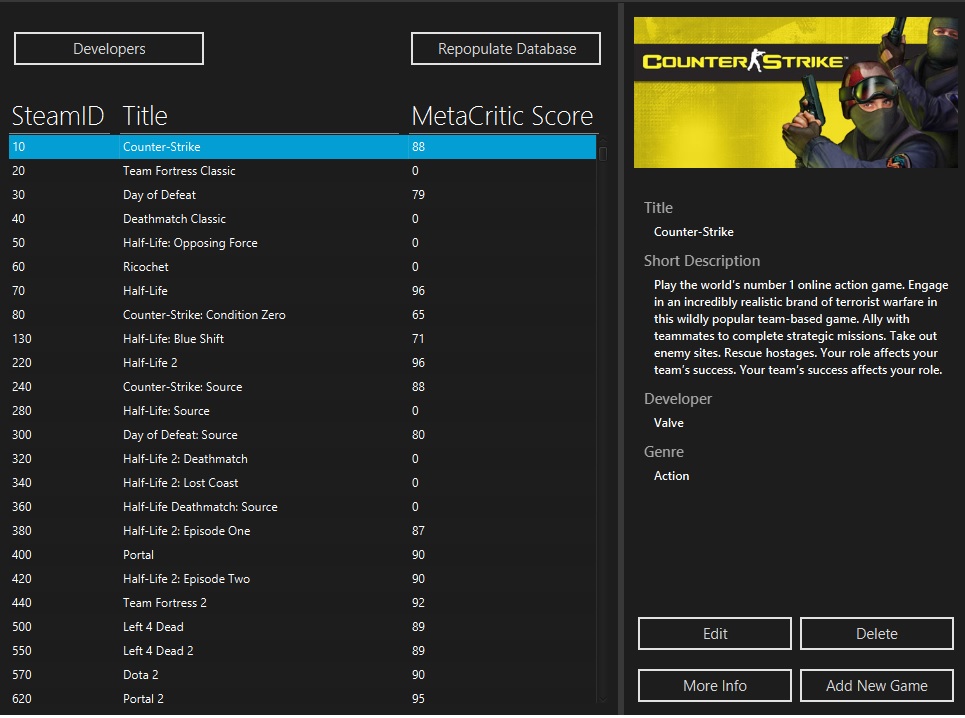 Developers
Repopulate Database
SteamID Title MetaCritic Score
10 Counter-Strike 88
20 Team Fortress Classic 0
30 Day of Defeat 79
40 Deathmatch Classic 0
50 Half-Life: Opposing Force 0
60 Ricochet 0
70 Half-Life 96
80 Counter-Strike: Condition Zero 65
130 Half-Life: Blue Shift 71
220 Half-Life 2 96
240 Counter-Strike: Source 88
280 Half-Life: Source 0
300 Day of Defeat: Source 80
320 Half-Life 2: Deathmatch 0
340 Half-Life 2: Lost Coast 0
360 Half-Life Deathmatch: Source 0
380 Half-Life 2: Episode One 87
400 Portal 90
420 Half-Life 2: Episode Two 90
440 Team Fortress 2 92
500 Left 4 Dead 89
550 Left 4 Dead 2 89
570 Dota 2 90
620 Portal 2 95
COUNTER STRIKE™
Title
Counter-Strike
Short Description
Play the world's number 1 online action game. Engage
in an incredibly realistic brand of terrorist warfare in
this wildly popular team-based game. Ally with
teammates to complete strategic missions. Take out
enemy sites. Rescue hostages. Your role affects your
team's success. Your team's success affects your role.
Developer
Valve
Genre
Action
Edit
Delete
More Info
Add New Game